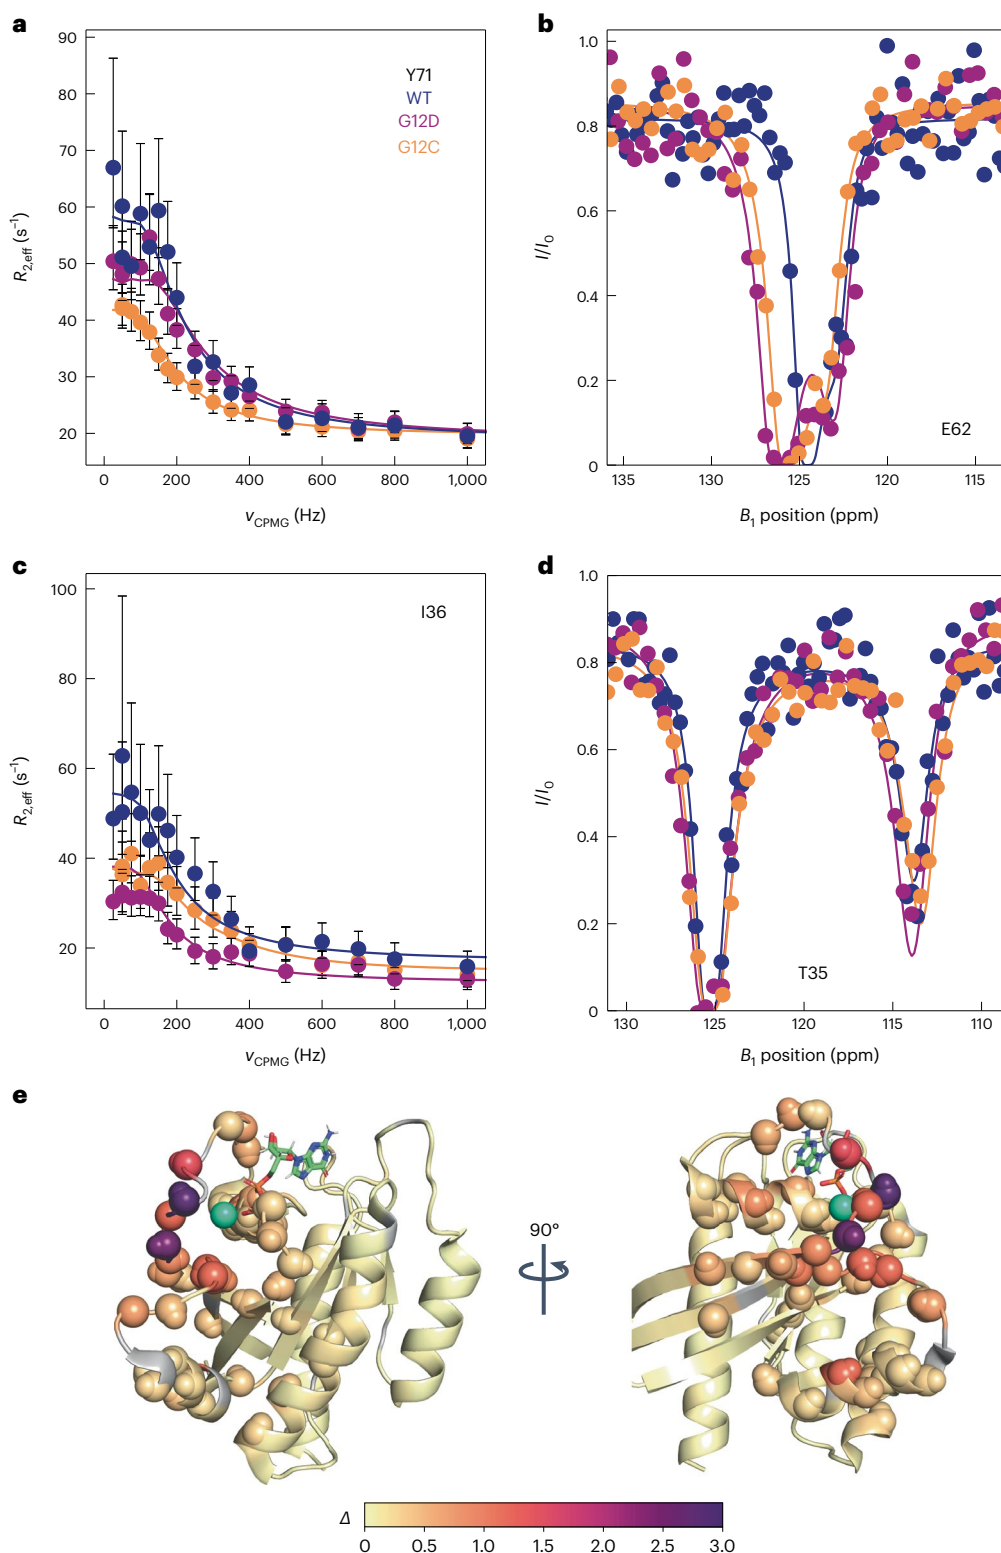 a
90
80
70
60
50
40
30
20
R2,eff (s−1)
0 200 400 600 800 1,000
νCPMG (Hz)
Y71
WT
G12D
G12C
b
1.0
0.8
0.6
0.4
0.2
0
I/I0
135 130 125 120 115
B1 position (ppm)
E62
c
100
80
60
40
20
R2,eff (s−1)
0 200 400 600 800 1,000
νCPMG (Hz)
I36
d
1.0
0.8
0.6
0.4
0.2
0
I/I0
130 125 120 115 110
B1 position (ppm)
T35
e
90°
Δ
0 0.5 1.0 1.5 2.0 2.5 3.0